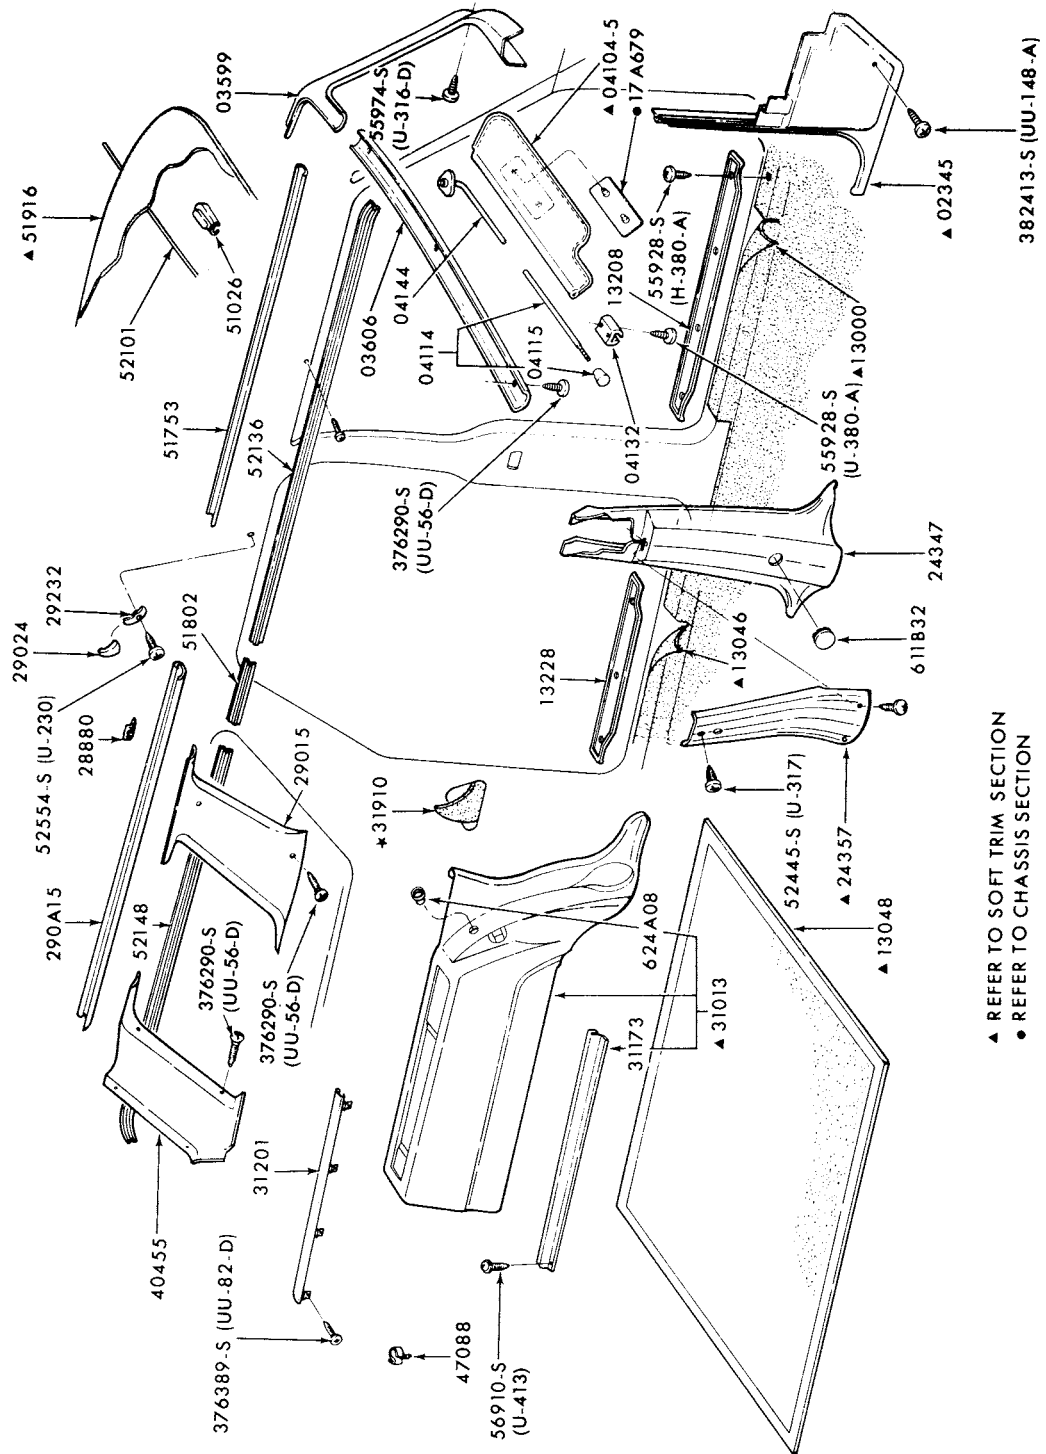 ▲ 51916
52101
51026
51753
52136
03599
55974-S
(U-316-D)
03606
04144
04114
04115
▲ 04104-5
● 17A679
13208
55928-S
(H-380-A)
04132
376290-S
(UU-56-D)
55928-S
(U-380-A)
▲ 13000
▲ 02345
382413-S (UU-148-A)
29024
29232
52554-S (U-230)
28880
51802
290A15
52148
29015
376290-S
(UU-56-D)
376290-S
(UU-56-D)
40455
31201
376389-S (UU-82-D)
★ 31910
13228
▲ 13046
611B32
24347
52445-S (U-317)
▲ 24357
624A08
31173
▲ 31013
▲ 13048
47088
56910-S
(U-413)
▲ REFER TO SOFT TRIM SECTION
● REFER TO CHASSIS SECTION